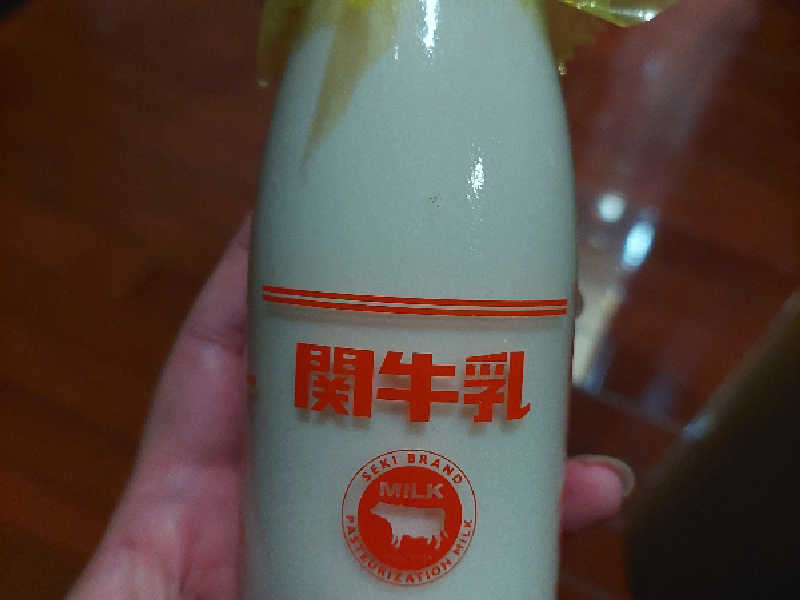 関牛乳
SEKI BRAND
MILK
PASTEURIZATION MILK